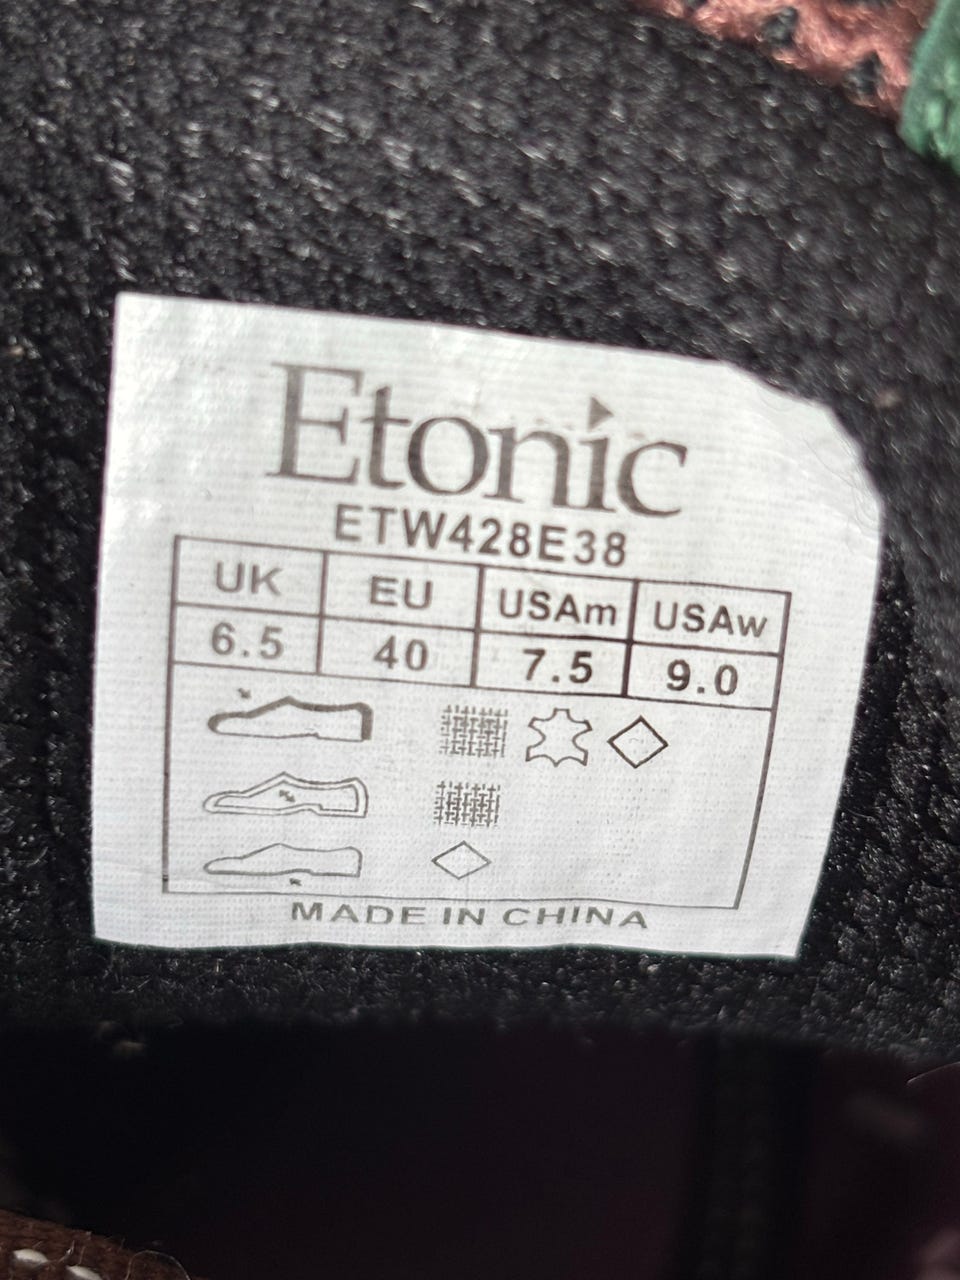 Etonic
ETW428E38
UK EU USAm USAw
6.5 40 7.5 9.0
MADE IN CHINA